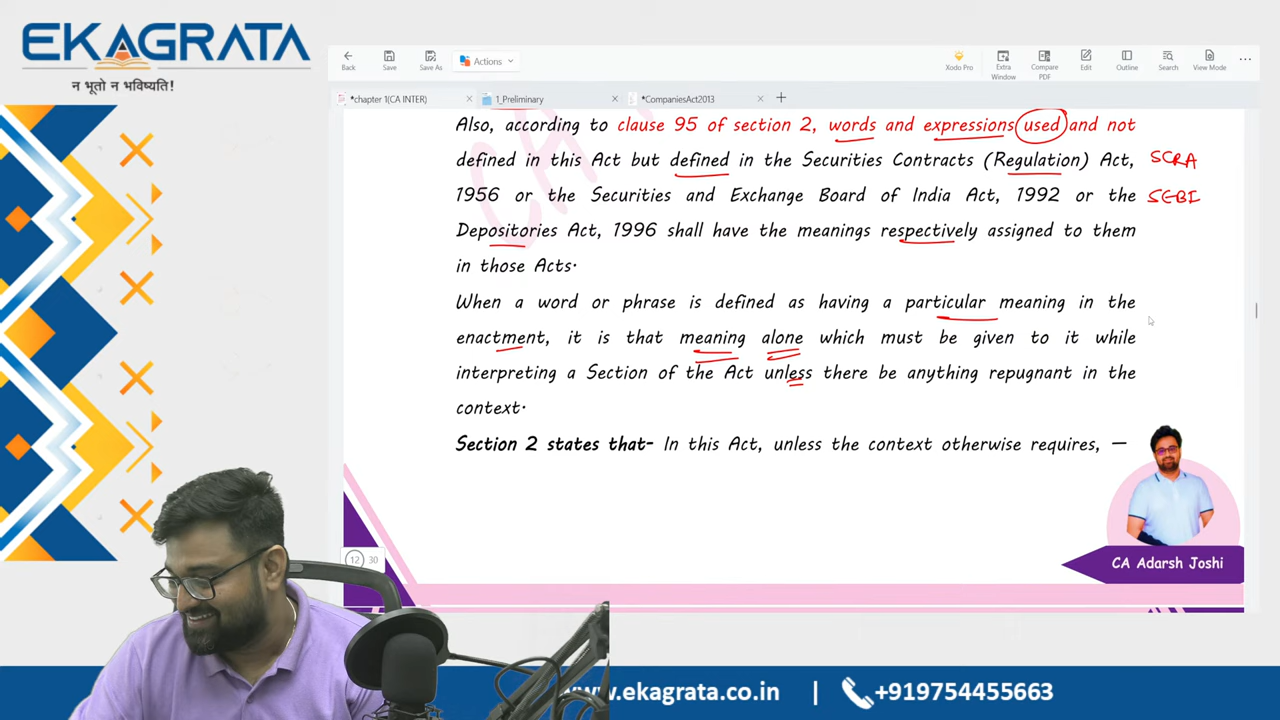 EKAGRATA
न भूतो न भविष्यति!
Back
Save
Save As
Actions
Xodo Pro
Extra Window
Compare PDF
Edit
Outline
Search
View Mode
*chapter 1(CA INTER)
1_Preliminary
*CompaniesAct2013
CA
Also, according to clause 95 of section 2, words and expressions used and not
defined in this Act but defined in the Securities Contracts (Regulation) Act, SCRA
1956 or the Securities and Exchange Board of India Act, 1992 or the SEBI
Depositories Act, 1996 shall have the meanings respectively assigned to them
in those Acts.
When a word or phrase is defined as having a particular meaning in the
enactment, it is that meaning alone which must be given to it while
interpreting a Section of the Act unless there be anything repugnant in the
context.
Section 2 states that- In this Act, unless the context otherwise requires, —
12 30
CA Adarsh Joshi
www.ekagrata.co.in | +919754455663